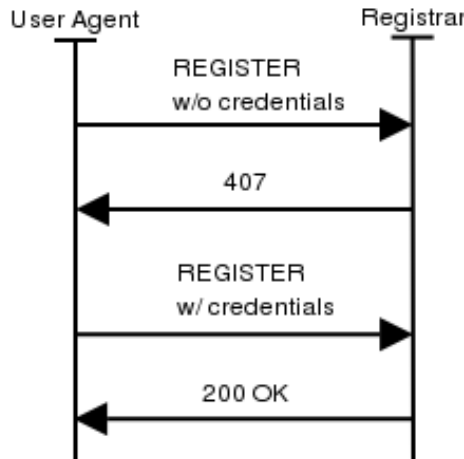 User Agent
Registrar
REGISTER
w/o credentials
407
REGISTER
w/ credentials
200 OK